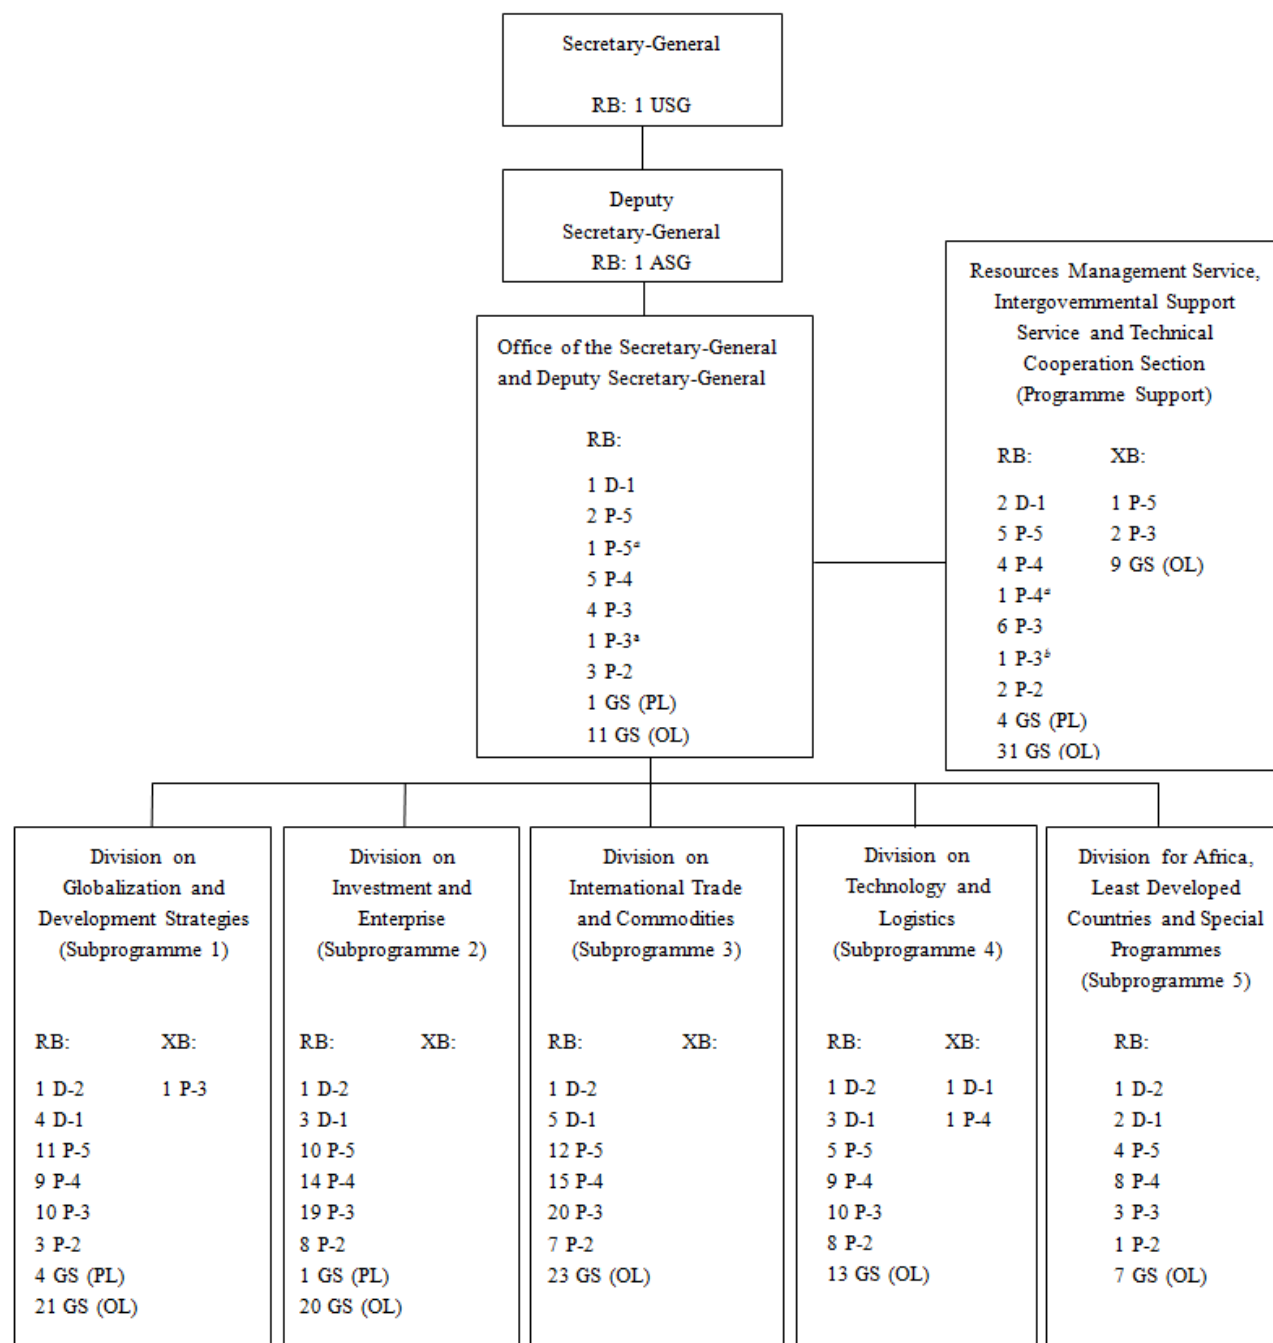 Secretary-General
RB: 1 USG
Deputy
Secretary-General
RB: 1 ASG
Resources Management Service,
Intergovernmental Support
Service and Technical
Cooperation Section
(Programme Support)
RB: XB:
2 D-1 1 P-5
5 P-5 2 P-3
4 P-4 9 GS (OL)
1 P-4ᵃ
6 P-3
1 P-3ᵇ
2 P-2
4 GS (PL)
31 GS (OL)
Office of the Secretary-General
and Deputy Secretary-General
RB:
1 D-1
2 P-5
1 P-5ᵃ
5 P-4
4 P-3
1 P-3ᵃ
3 P-2
1 GS (PL)
11 GS (OL)
Division on
Globalization and
Development Strategies
(Subprogramme 1)
RB: XB:
1 D-2 1 P-3
4 D-1
11 P-5
9 P-4
10 P-3
3 P-2
4 GS (PL)
21 GS (OL)
Division on
Investment and
Enterprise
(Subprogramme 2)
RB: XB:
1 D-2
3 D-1
10 P-5
14 P-4
19 P-3
8 P-2
1 GS (PL)
20 GS (OL)
Division on
International Trade
and Commodities
(Subprogramme 3)
RB: XB:
1 D-2
5 D-1
12 P-5
15 P-4
20 P-3
7 P-2
23 GS (OL)
Division on
Technology and
Logistics
(Subprogramme 4)
RB: XB:
1 D-2 1 D-1
3 D-1 1 P-4
5 P-5
9 P-4
10 P-3
8 P-2
13 GS (OL)
Division for Africa,
Least Developed
Countries and Special
Programmes
(Subprogramme 5)
RB:
1 D-2
2 D-1
4 P-5
8 P-4
3 P-3
1 P-2
7 GS (OL)